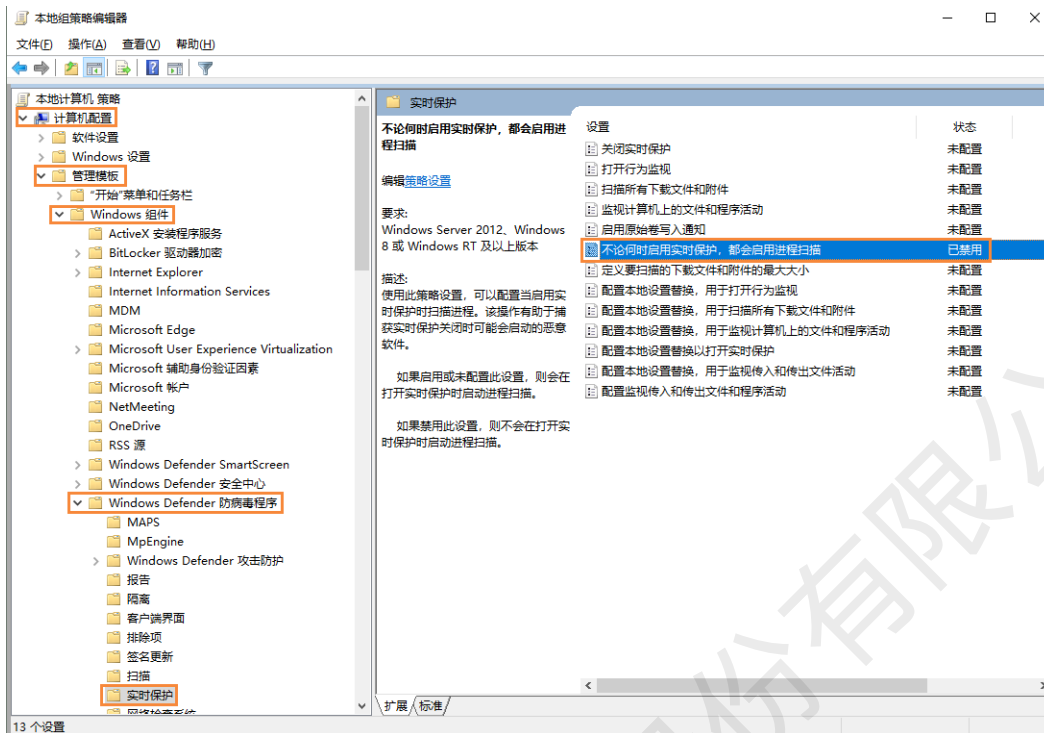 本地组策略编辑器
文件(F) 操作(A) 查看(V) 帮助(H)
本地计算机 策略
计算机配置
软件设置
Windows 设置
管理模板
"开始"菜单和任务栏
Windows 组件
ActiveX 安装程序服务
BitLocker 驱动器加密
Internet Explorer
Internet Information Services
MDM
Microsoft Edge
Microsoft User Experience Virtualization
Microsoft 辅助身份验证因素
Microsoft 帐户
NetMeeting
OneDrive
RSS 源
Windows Defender SmartScreen
Windows Defender 安全中心
Windows Defender 防病毒程序
MAPS
MpEngine
Windows Defender 攻击防护
报告
隔离
客户端界面
排除项
签名更新
扫描
实时保护
网络检查系统
13 个设置
实时保护
不论何时启用实时保护，都会启用进
程扫描
编辑策略设置
要求:
Windows Server 2012、Windows
8 或 Windows RT 及以上版本
描述:
使用此策略设置，可以配置当启用实
时保护时扫描进程。该操作有助于捕
获实时保护关闭时可能会启动的恶意
软件。
如果启用或未配置此设置，则会在
打开实时保护时启动进程扫描。
如果禁用此设置，则不会在打开实
时保护时启动进程扫描。
设置 状态
关闭实时保护 未配置
打开行为监视 未配置
扫描所有下载文件和附件 未配置
监视计算机上的文件和程序活动 未配置
启用原始卷写入通知 未配置
不论何时启用实时保护，都会启用进程扫描 已禁用
定义要扫描的下载文件和附件的最大大小 未配置
配置本地设置替换，用于打开行为监视 未配置
配置本地设置替换，用于扫描所有下载文件和附件 未配置
配置本地设置替换，用于监视计算机上的文件和程序活动 未配置
配置本地设置替换以打开实时保护 未配置
配置本地设置替换，用于监视传入和传出文件活动 未配置
配置监视传入和传出文件和程序活动 未配置
扩展 标准
份有限公